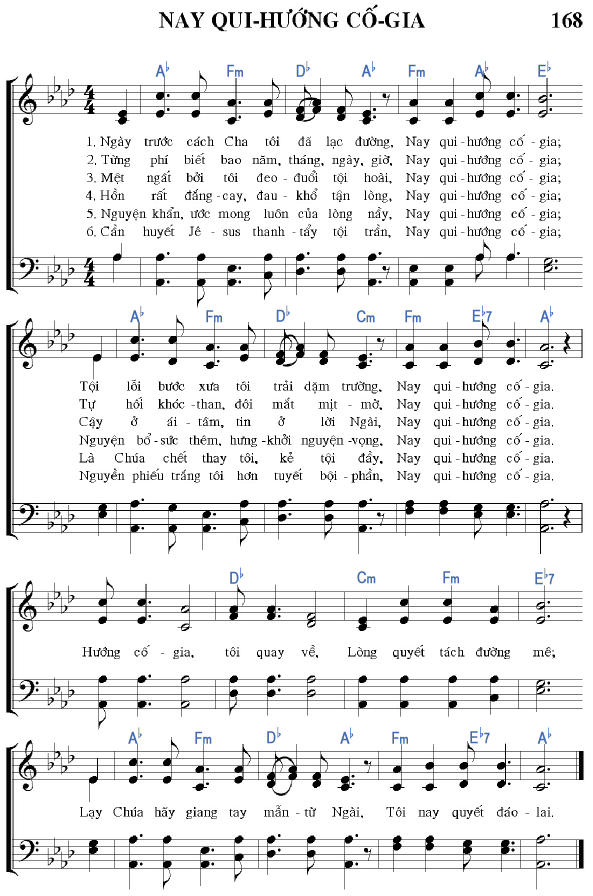 NAY QUI-HƯỚNG CỐ-GIA 168
A♭ Fm D♭ A♭ Fm A♭ E♭
4 4
1. Ngày trước cách Cha tôi đã lạc đường, Nay qui-hướng cố-gia;
2. Từng phí biết bao năm, tháng, ngày, giờ, Nay qui-hướng cố-gia;
3. Mệt ngất bởi tôi đeo-đuổi tội hoài, Nay qui-hướng cố-gia;
4. Hồn rất đắng-cay, đau-khổ tận lòng, Nay qui-hướng cố-gia;
5. Nguyện khẩn, ước mong luôn của lòng nầy, Nay qui-hướng cố-gia;
6. Cần huyết Jê-sus thanh-tẩy tội trần, Nay qui-hướng cố-gia;
4 4
A♭ Fm D♭ Cm Fm E♭7 A♭
Tội lỗi bước xưa tôi trải dặm trường, Nay qui-hướng cố-gia.
Tự hối khóc-than, đôi mắt mịt-mờ, Nay qui-hướng cố-gia.
Cậy ở ái-tâm, tin ở lời Ngài, Nay qui-hướng cố-gia.
Nguyện bổ-sức thêm, hưng-khởi nguyện-vọng, Nay qui-hướng cố-gia.
Là Chúa chết thay tôi, kẻ tội đầy, Nay qui-hướng cố-gia.
Nguyền phiếu trắng tôi hơn tuyết bội-phần, Nay qui-hướng cố-gia.
D♭ Cm Fm E♭7
Hướng cố-gia, tôi quay về, Lòng quyết tách đường mê;
A♭ Fm D♭ A♭ Fm E♭7 A♭
Lạy Chúa hãy giang tay mẫn-từ Ngài, Tôi nay quyết đáo-lai.